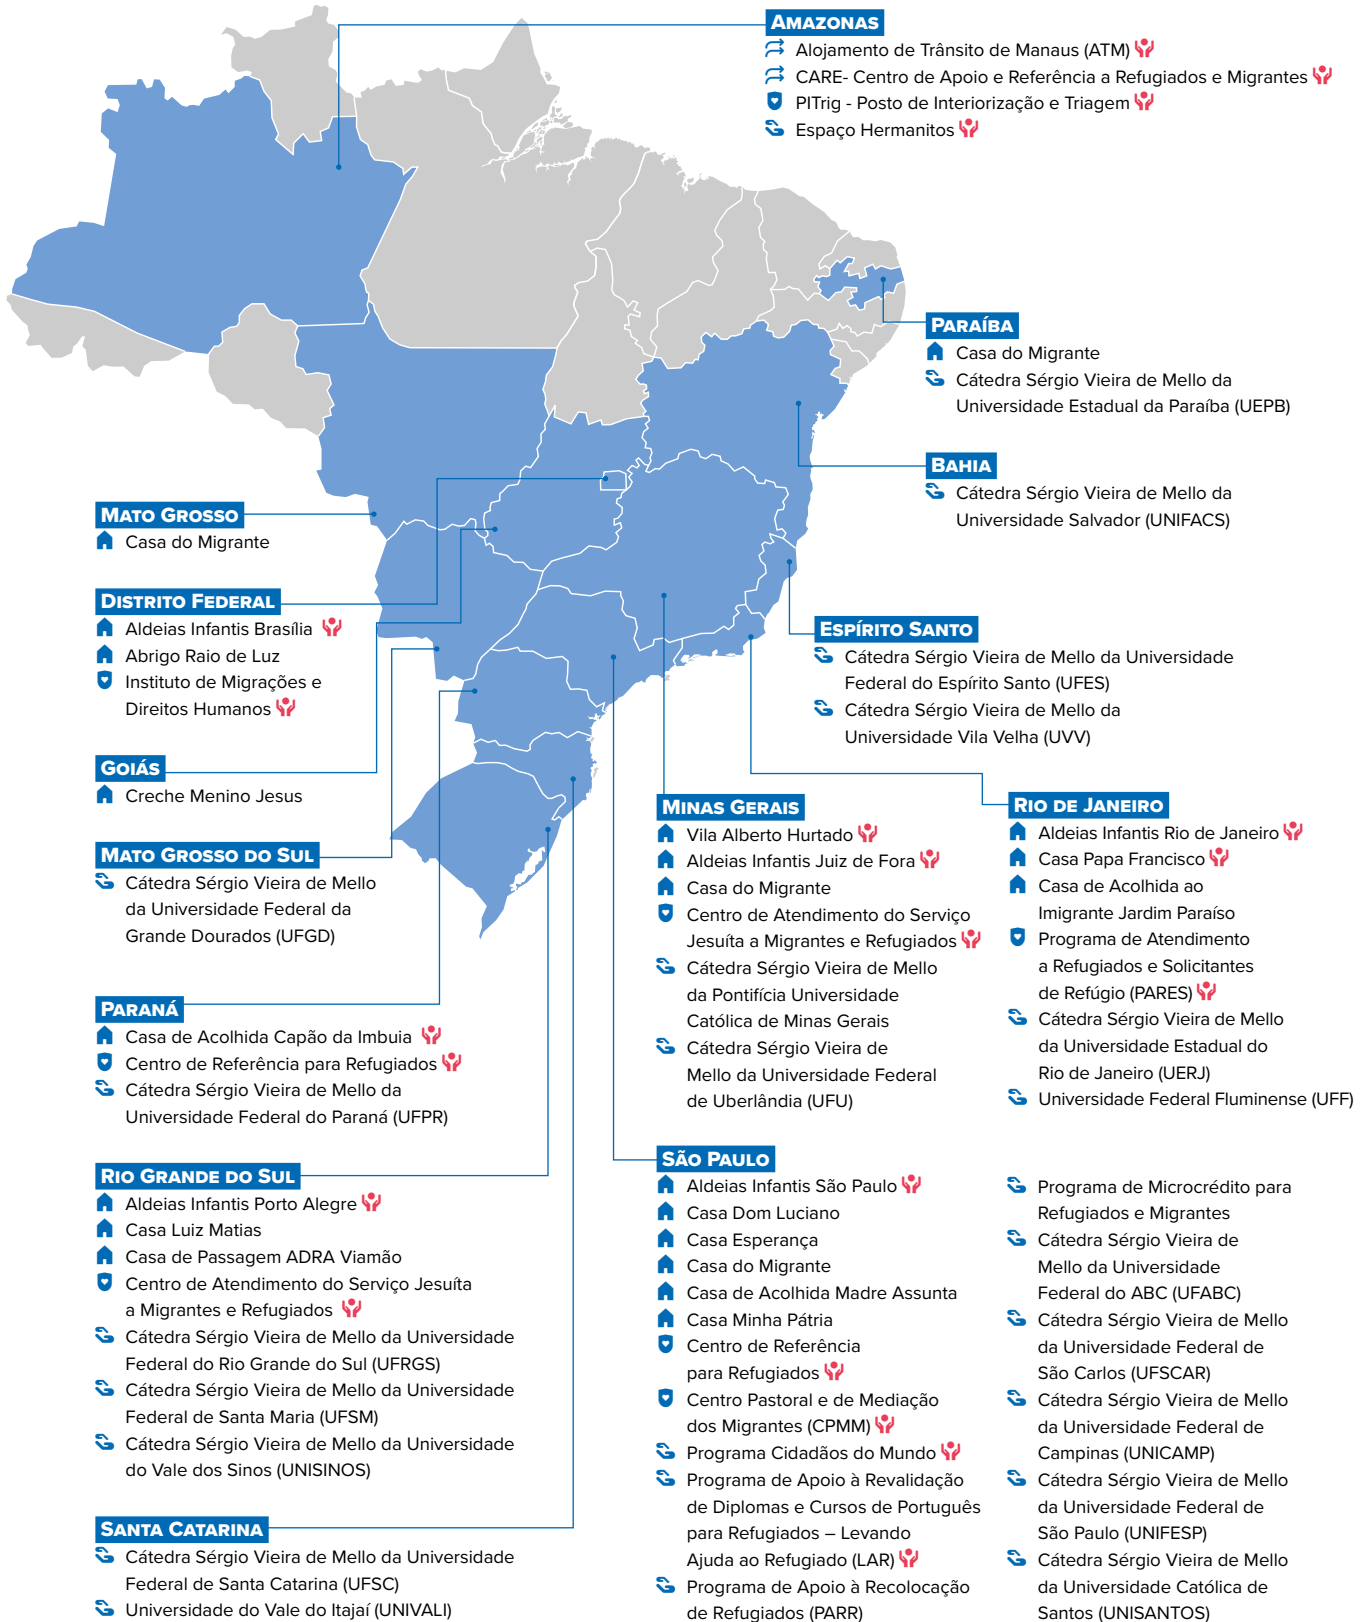 AMAZONAS
Alojamento de Trânsito de Manaus (ATM)
CARE- Centro de Apoio e Referência a Refugiados e Migrantes
PITrig - Posto de Interiorização e Triagem
Espaço Hermanitos
PARAÍBA
Casa do Migrante
Cátedra Sérgio Vieira de Mello da
Universidade Estadual da Paraíba (UEPB)
BAHIA
Cátedra Sérgio Vieira de Mello da
Universidade Salvador (UNIFACS)
MATO GROSSO
Casa do Migrante
DISTRITO FEDERAL
Aldeias Infantis Brasília
Abrigo Raio de Luz
Instituto de Migrações e
Direitos Humanos
ESPÍRITO SANTO
Cátedra Sérgio Vieira de Mello da Universidade
Federal do Espírito Santo (UFES)
Cátedra Sérgio Vieira de Mello da
Universidade Vila Velha (UVV)
GOIÁS
Creche Menino Jesus
MATO GROSSO DO SUL
Cátedra Sérgio Vieira de Mello
da Universidade Federal da
Grande Dourados (UFGD)
PARANÁ
Casa de Acolhida Capão da Imbuia
Centro de Referência para Refugiados
Cátedra Sérgio Vieira de Mello da
Universidade Federal do Paraná (UFPR)
RIO GRANDE DO SUL
Aldeias Infantis Porto Alegre
Casa Luiz Matias
Casa de Passagem ADRA Viamão
Centro de Atendimento do Serviço Jesuíta
a Migrantes e Refugiados
Cátedra Sérgio Vieira de Mello da Universidade
Federal do Rio Grande do Sul (UFRGS)
Cátedra Sérgio Vieira de Mello da Universidade
Federal de Santa Maria (UFSM)
Cátedra Sérgio Vieira de Mello da Universidade
do Vale dos Sinos (UNISINOS)
SANTA CATARINA
Cátedra Sérgio Vieira de Mello da Universidade
Federal de Santa Catarina (UFSC)
Universidade do Vale do Itajaí (UNIVALI)
MINAS GERAIS
Vila Alberto Hurtado
Aldeias Infantis Juiz de Fora
Casa do Migrante
Centro de Atendimento do Serviço
Jesuíta a Migrantes e Refugiados
Cátedra Sérgio Vieira de Mello
da Pontifícia Universidade
Católica de Minas Gerais
Cátedra Sérgio Vieira de
Mello da Universidade Federal
de Uberlândia (UFU)
RIO DE JANEIRO
Aldeias Infantis Rio de Janeiro
Casa Papa Francisco
Casa de Acolhida ao
Imigrante Jardim Paraíso
Programa de Atendimento
a Refugiados e Solicitantes
de Refúgio (PARES)
Cátedra Sérgio Vieira de Mello
da Universidade Estadual do
Rio de Janeiro (UERJ)
Universidade Federal Fluminense (UFF)
SÃO PAULO
Aldeias Infantis São Paulo
Casa Dom Luciano
Casa Esperança
Casa do Migrante
Casa de Acolhida Madre Assunta
Casa Minha Pátria
Centro de Referência
para Refugiados
Centro Pastoral e de Mediação
dos Migrantes (CPMM)
Programa Cidadãos do Mundo
Programa de Apoio à Revalidação
de Diplomas e Cursos de Português
para Refugiados – Levando
Ajuda ao Refugiado (LAR)
Programa de Apoio à Recolocação
de Refugiados (PARR)
Programa de Microcrédito para
Refugiados e Migrantes
Cátedra Sérgio Vieira de
Mello da Universidade
Federal do ABC (UFABC)
Cátedra Sérgio Vieira de Mello
da Universidade Federal de
São Carlos (UFSCAR)
Cátedra Sérgio Vieira de Mello
da Universidade Federal de
Campinas (UNICAMP)
Cátedra Sérgio Vieira de Mello
da Universidade Federal de
São Paulo (UNIFESP)
Cátedra Sérgio Vieira de Mello
da Universidade Católica de
Santos (UNISANTOS)